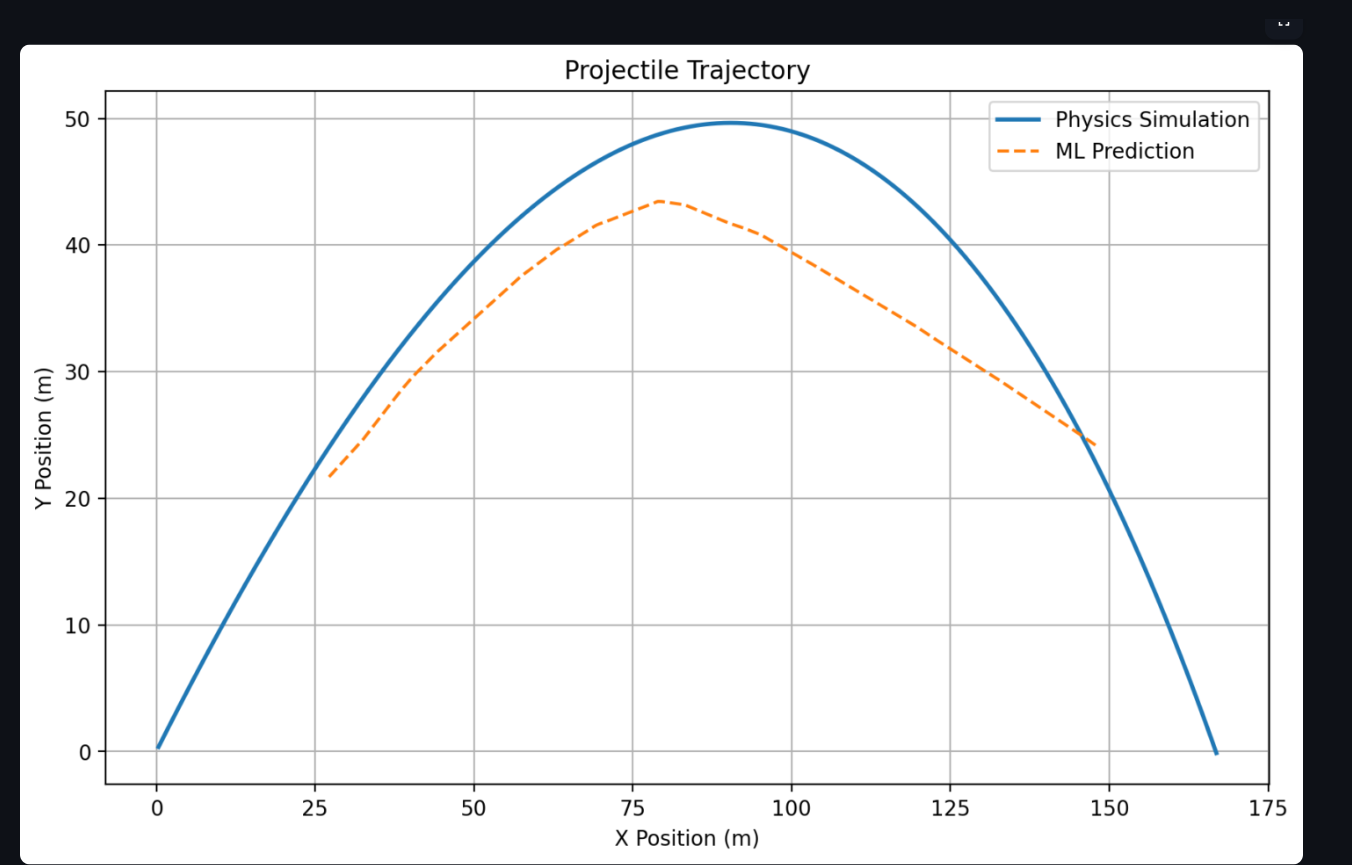 Projectile Trajectory
Physics Simulation
ML Prediction
50
40
30
20
10
0
Y Position (m)
0 25 50 75 100 125 150 175
X Position (m)